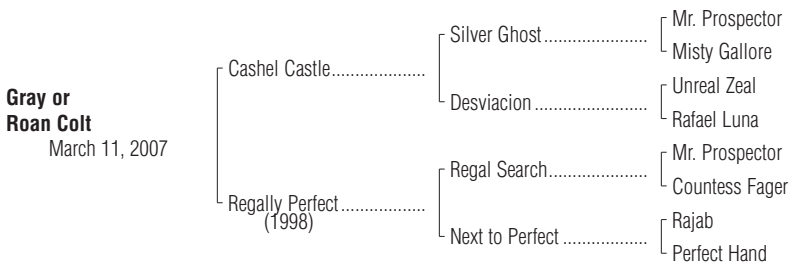 Mr. Prospector
Silver Ghost......................
Misty Gallore
Cashel Castle....................
Unreal Zeal
Desviacion ........................
Rafael Luna
Gray or
Roan Colt
March 11, 2007
Mr. Prospector
Regal Search.....................
Countess Fager
Regally Perfect..................
(1998)
Rajab
Next to Perfect ..................
Perfect Hand